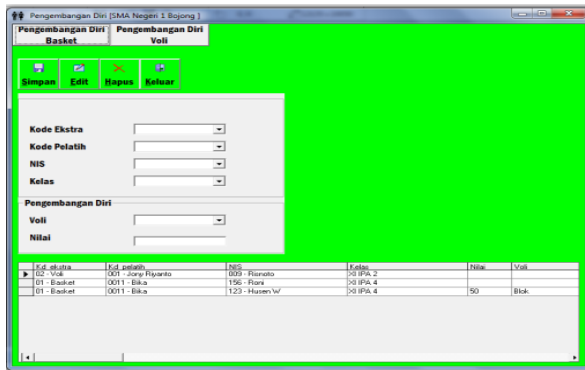 Pengembangan Diri [SMA Negeri 1 Bojong ]
Pengembangan Diri Basket
Pengembangan Diri Voli
Simpan Edit Hapus Keluar
Kode Ekstra
Kode Pelatih
NIS
Kelas
Pengembangan Diri
Voli
Nilai
Kd_ekstra Kd_pelatih NIS Kelas Nilai Voli
02 - Voli 001 - Jony Riyanto 009 - Risnoto XI IPA 2
01 - Basket 0011 - Bika 156 - Rani XI IPA 4
01 - Basket 0011 - Bika 123 - Husen W XI IPA 4 50 Blok